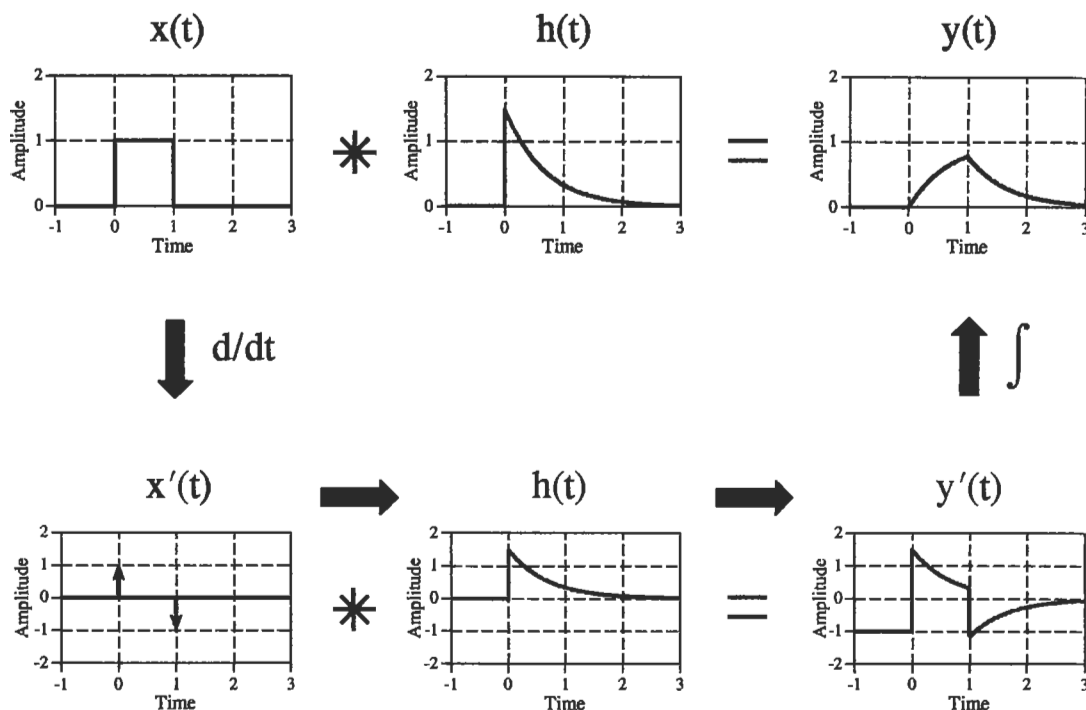 x(t)
h(t)
y(t)
Amplitude
2
1
0
-1 0 1 2 3
Time
*
Amplitude
2
1
0
-1 0 1 2 3
Time
=
Amplitude
2
1
0
-1 0 1 2 3
Time
d/dt
∫
x′(t)
h(t)
y′(t)
Amplitude
2
1
0
-1
-2
-1 0 1 2 3
Time
*
Amplitude
2
1
0
-1
-2
-1 0 1 2 3
Time
=
Amplitude
2
1
0
-1
-2
-1 0 1 2 3
Time